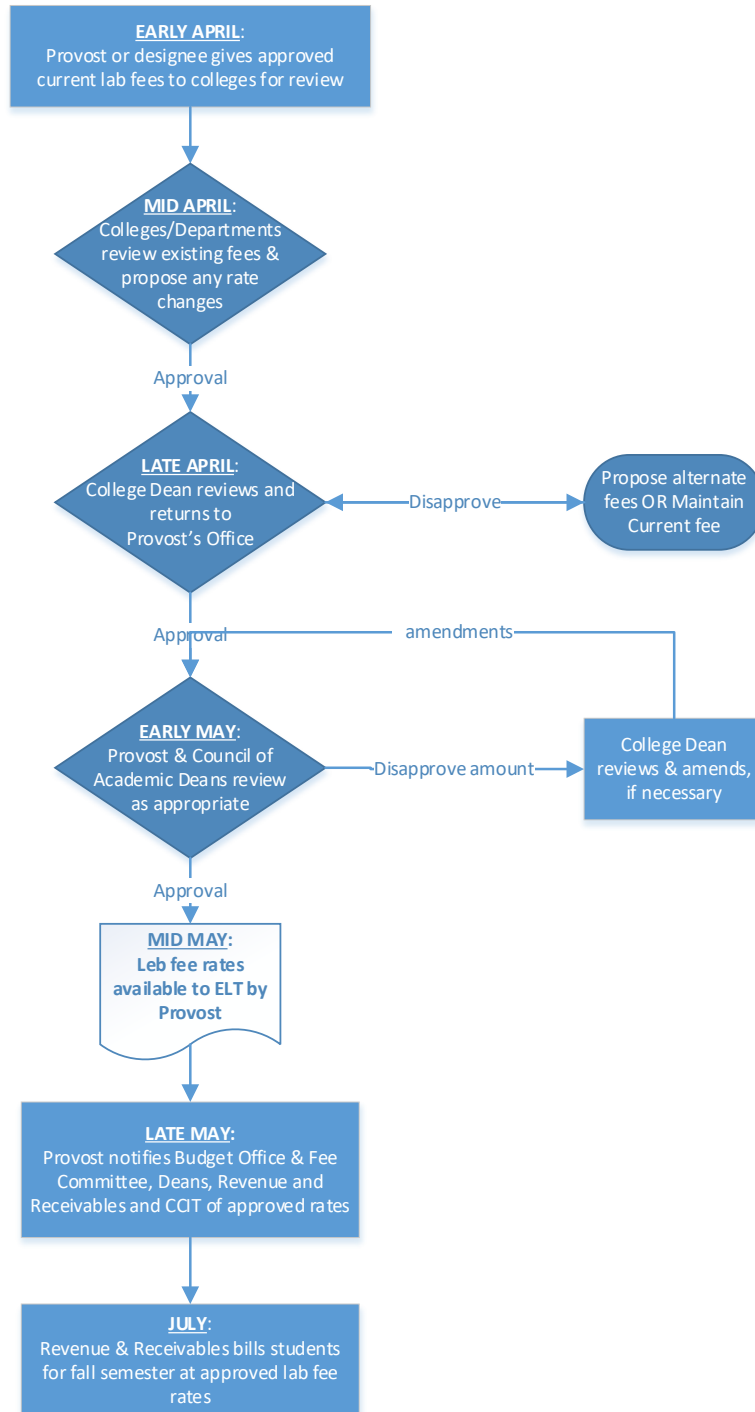 EARLY APRIL:
Provost or designee gives approved
current lab fees to colleges for review
MID APRIL:
Colleges/Departments
review existing fees &
propose any rate
changes
Approval
LATE APRIL:
College Dean reviews and
returns to
Provost's Office
Disapprove
Propose alternate
fees OR Maintain
Current fee
Approval
amendments
EARLY MAY:
Provost & Council of
Academic Deans review
as appropriate
Disapprove amount
College Dean
reviews & amends,
if necessary
Approval
MID MAY:
Leb fee rates
available to ELT by
Provost
LATE MAY:
Provost notifies Budget Office & Fee
Committee, Deans, Revenue and
Receivables and CCIT of approved rates
JULY:
Revenue & Receivables bills students
for fall semester at approved lab fee
rates